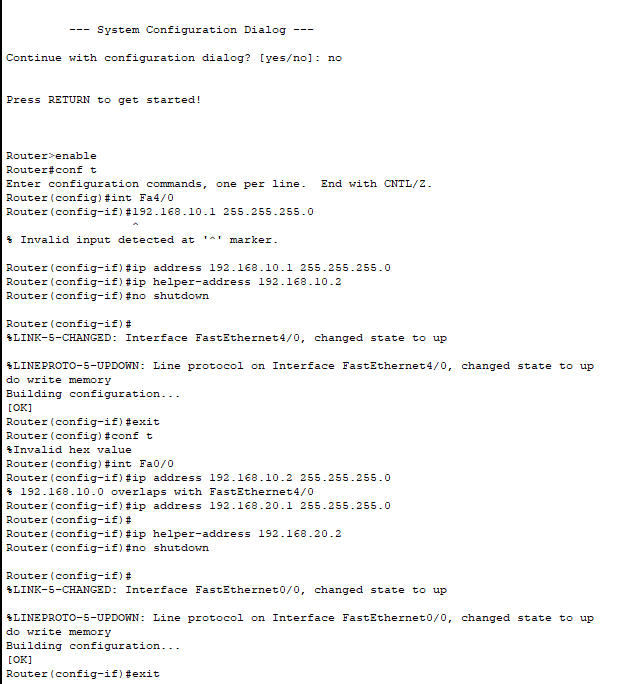 --- System Configuration Dialog ---
Continue with configuration dialog? [yes/no]: no
Press RETURN to get started!
Router>enable
Router#conf t
Enter configuration commands, one per line.  End with CNTL/Z.
Router(config)#int Fa4/0
Router(config-if)#192.168.10.1 255.255.255.0
^
% Invalid input detected at '^' marker.
Router(config-if)#ip address 192.168.10.1 255.255.255.0
Router(config-if)#ip helper-address 192.168.10.2
Router(config-if)#no shutdown
Router(config-if)#
%LINK-5-CHANGED: Interface FastEthernet4/0, changed state to up
%LINEPROTO-5-UPDOWN: Line protocol on Interface FastEthernet4/0, changed state to up
do write memory
Building configuration...
[OK]
Router(config-if)#exit
Router(config)#conf t
%Invalid hex value
Router(config)#int Fa0/0
Router(config-if)#ip address 192.168.10.2 255.255.255.0
% 192.168.10.0 overlaps with FastEthernet4/0
Router(config-if)#ip address 192.168.20.1 255.255.255.0
Router(config-if)#
Router(config-if)#ip helper-address 192.168.20.2
Router(config-if)#no shutdown
Router(config-if)#
%LINK-5-CHANGED: Interface FastEthernet0/0, changed state to up
%LINEPROTO-5-UPDOWN: Line protocol on Interface FastEthernet0/0, changed state to up
do write memory
Building configuration...
[OK]
Router(config-if)#exit